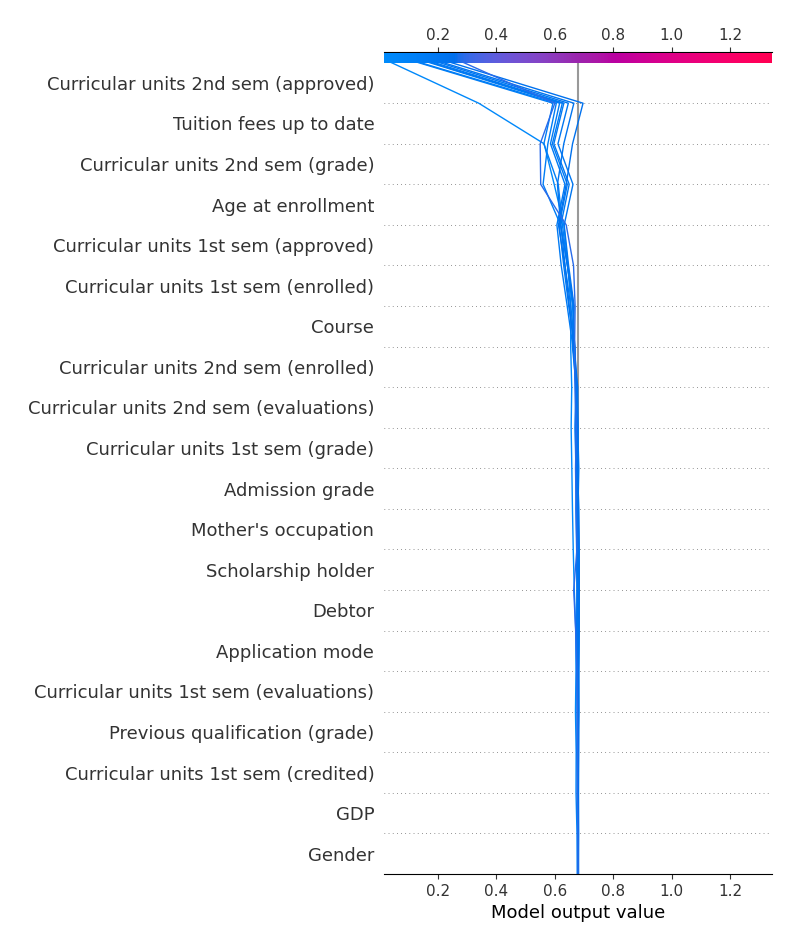 0.2 0.4 0.6 0.8 1.0 1.2
Curricular units 2nd sem (approved)
Tuition fees up to date
Curricular units 2nd sem (grade)
Age at enrollment
Curricular units 1st sem (approved)
Curricular units 1st sem (enrolled)
Course
Curricular units 2nd sem (enrolled)
Curricular units 2nd sem (evaluations)
Curricular units 1st sem (grade)
Admission grade
Mother's occupation
Scholarship holder
Debtor
Application mode
Curricular units 1st sem (evaluations)
Previous qualification (grade)
Curricular units 1st sem (credited)
GDP
Gender
0.2 0.4 0.6 0.8 1.0 1.2
Model output value